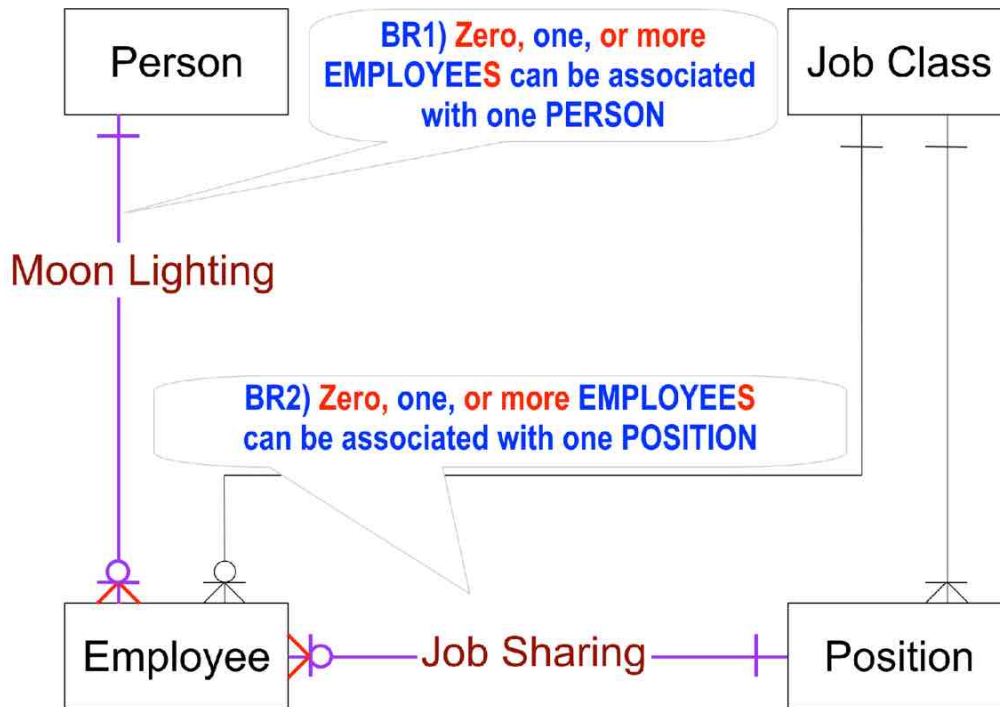 Person
BR1) Zero, one, or more
EMPLOYEES can be associated
with one PERSON
Job Class
Moon Lighting
BR2) Zero, one, or more EMPLOYEES
can be associated with one POSITION
Employee
Job Sharing
Position